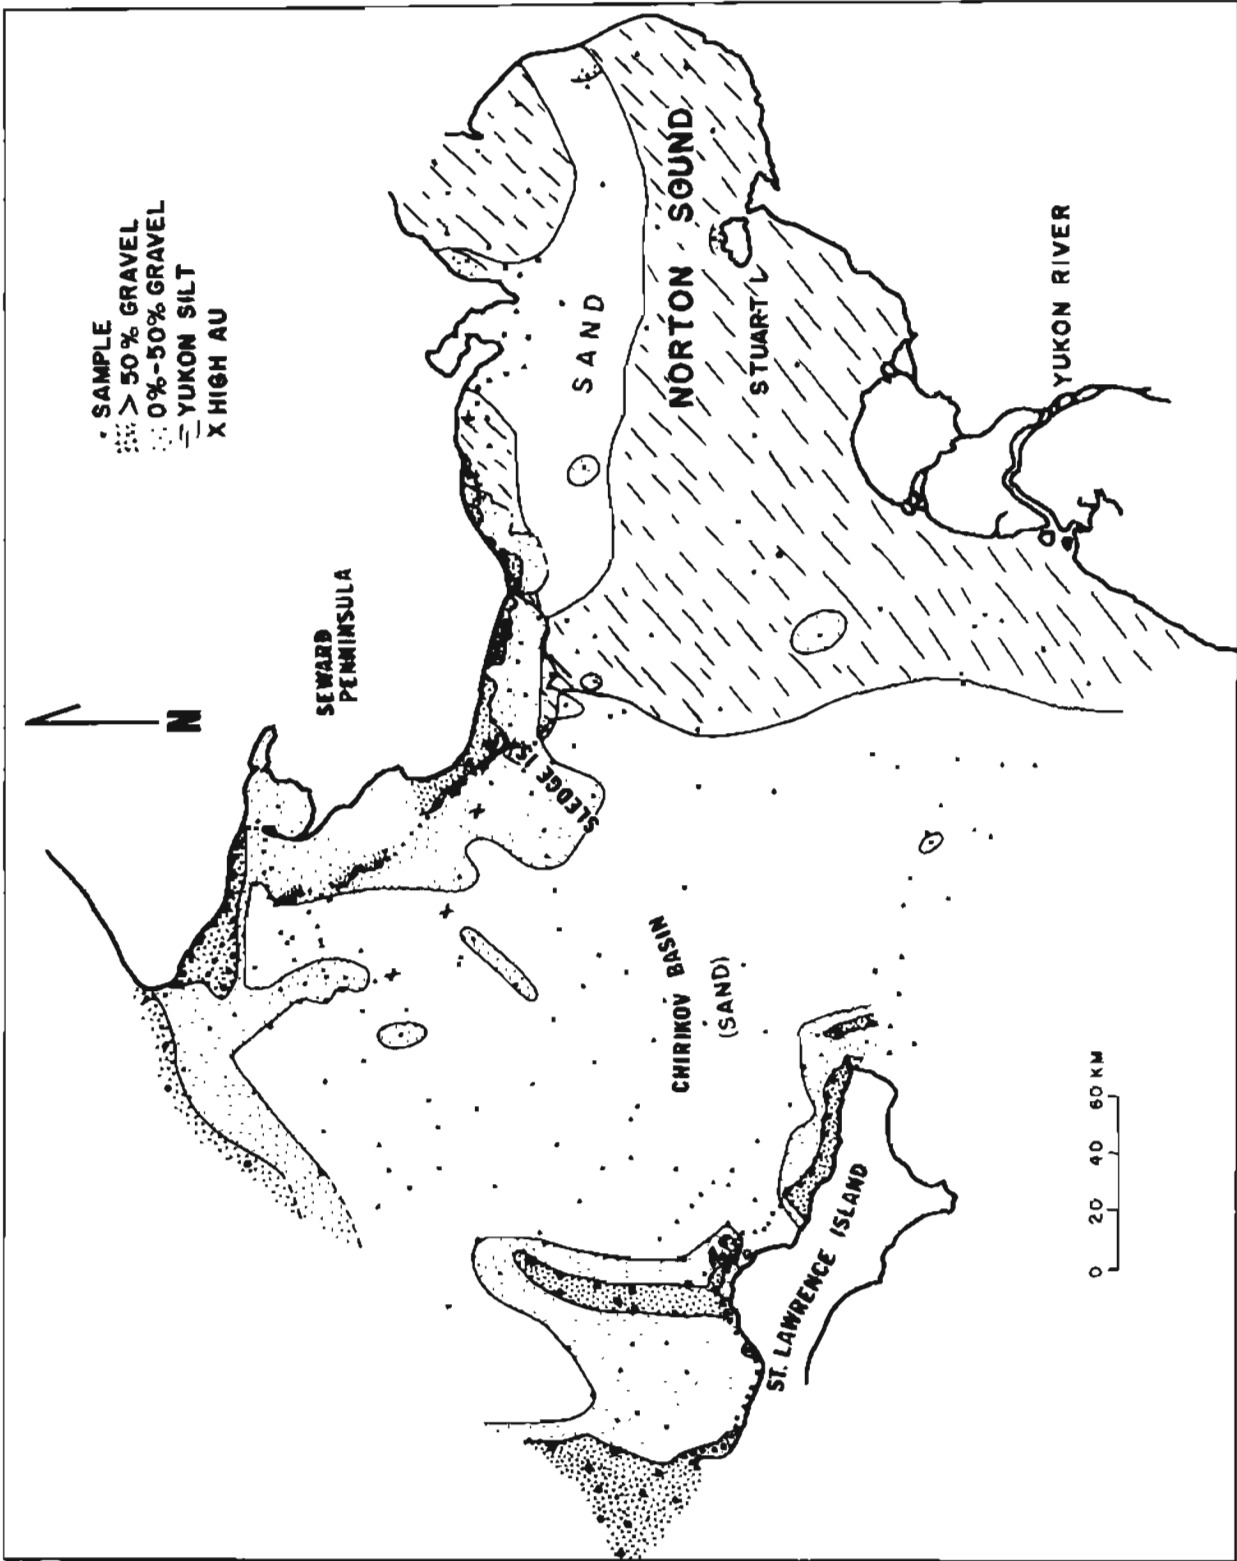 • SAMPLE
> 50 % GRAVEL
0%-50% GRAVEL
YUKON SILT
X HIGH AU
N
SEWARD
PENNINSULA
SLEDGE IS.
SAND
NORTON SOUND
STUART I.
YUKON RIVER
CHIRIKOV BASIN
(SAND)
ST. LAWRENCE ISLAND
0 20 40 60 KM